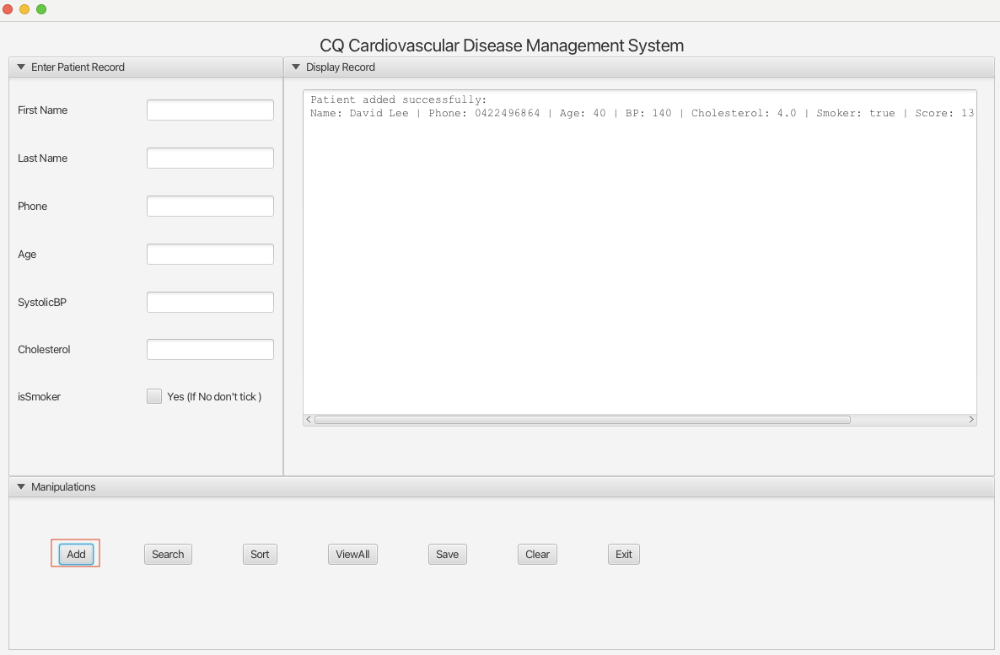 CQ Cardiovascular Disease Management System
Enter Patient Record
First Name
Last Name
Phone
Age
SystolicBP
Cholesterol
isSmoker
Yes (If No don't tick )
Display Record
Patient added successfully:
Name: David Lee | Phone: 0422496864 | Age: 40 | BP: 140 | Cholesterol: 4.0 | Smoker: true | Score: 13
Manipulations
Add
Search
Sort
ViewAll
Save
Clear
Exit